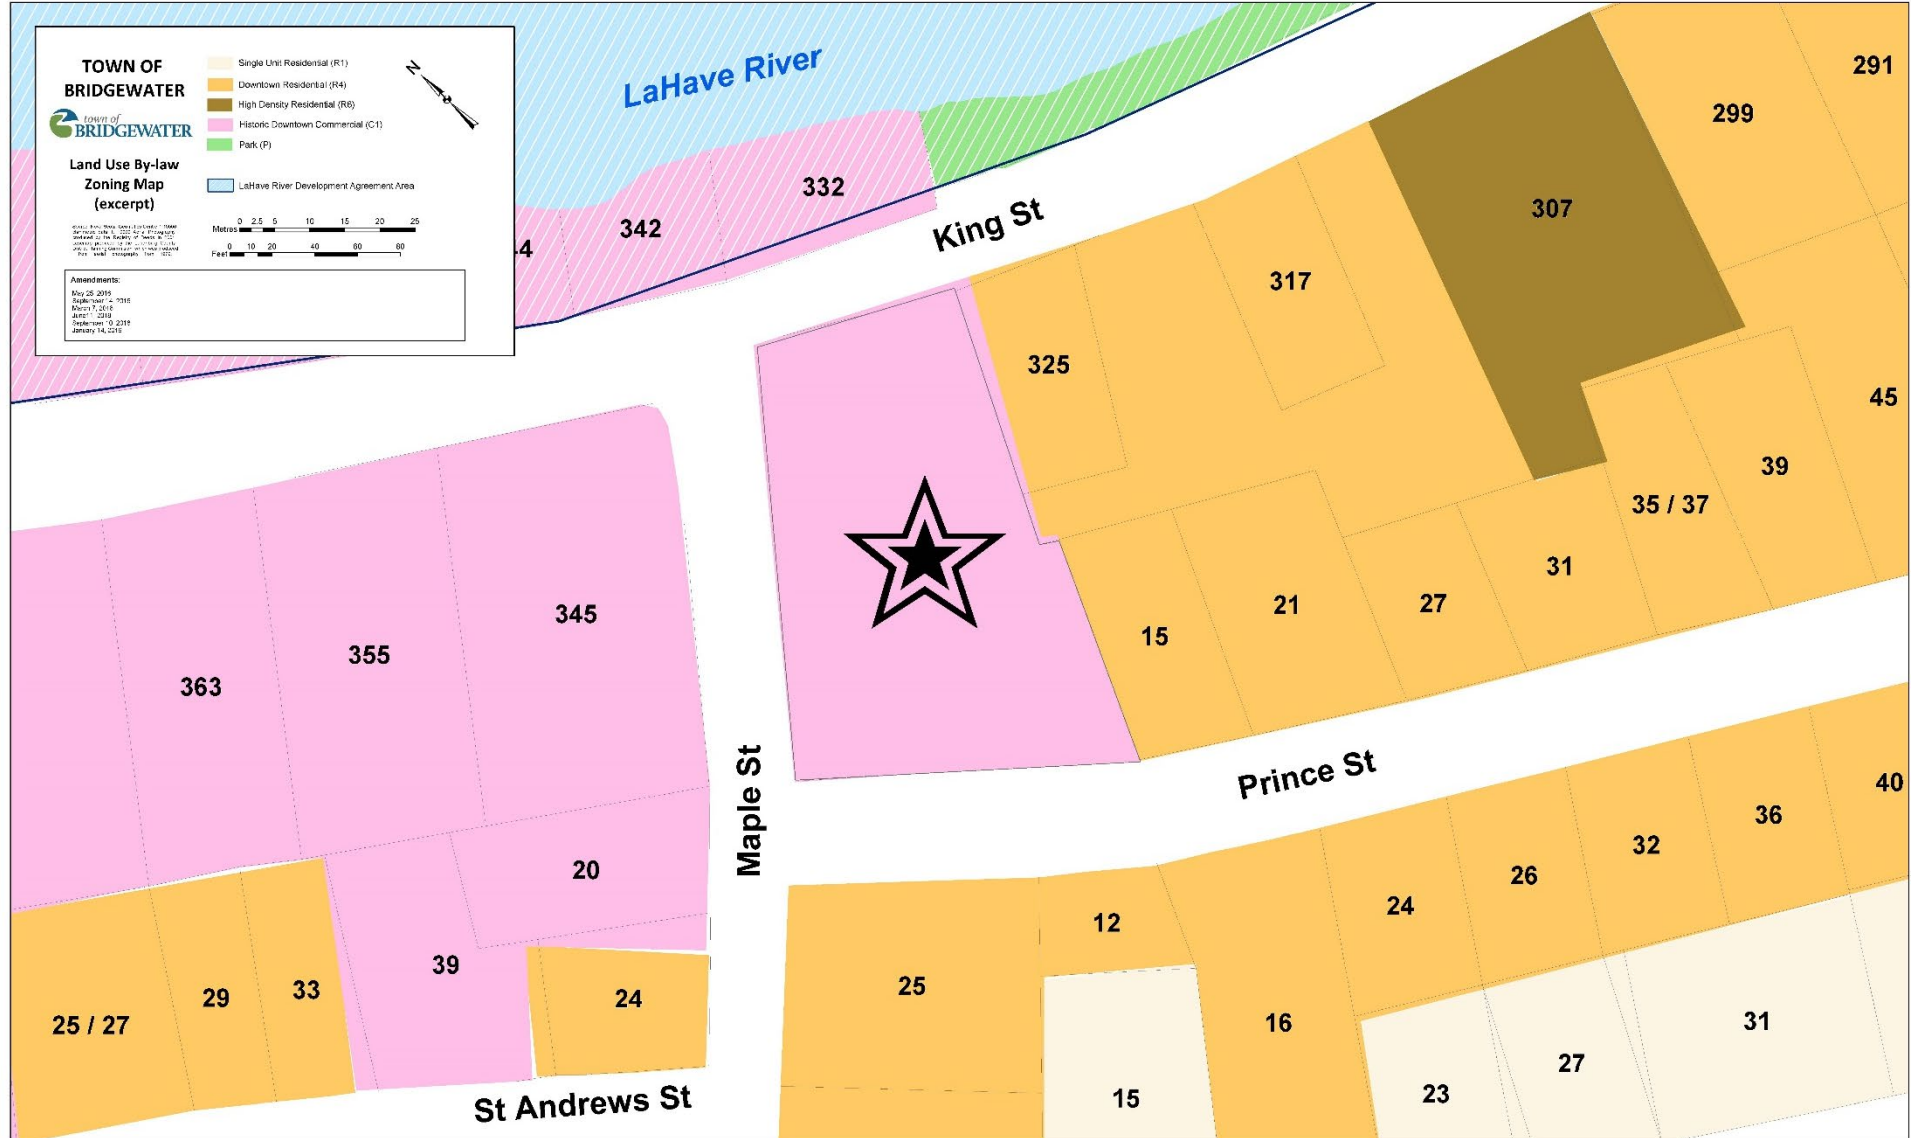 TOWN OF
BRIDGEWATER
town of
BRIDGEWATER
Land Use By-law
Zoning Map
(excerpt)
Single Unit Residential (R1)
Downtown Residential (R4)
High Density Residential (R6)
Historic Downtown Commercial (C1)
Park (P)
LaHave River Development Agreement Area
N
0 2.5 5 10 15 20 25
Metres
0 10 20 40 60 80
Feet
Amendments:
LaHave River
332
342
King St
291
299
307
317
325
45
39
35 / 37
31
27
21
15
345
355
363
Maple St
Prince St
20
39
24
33
29
25 / 27
St Andrews St
25
12
16
24
26
32
36
40
15
23
27
31